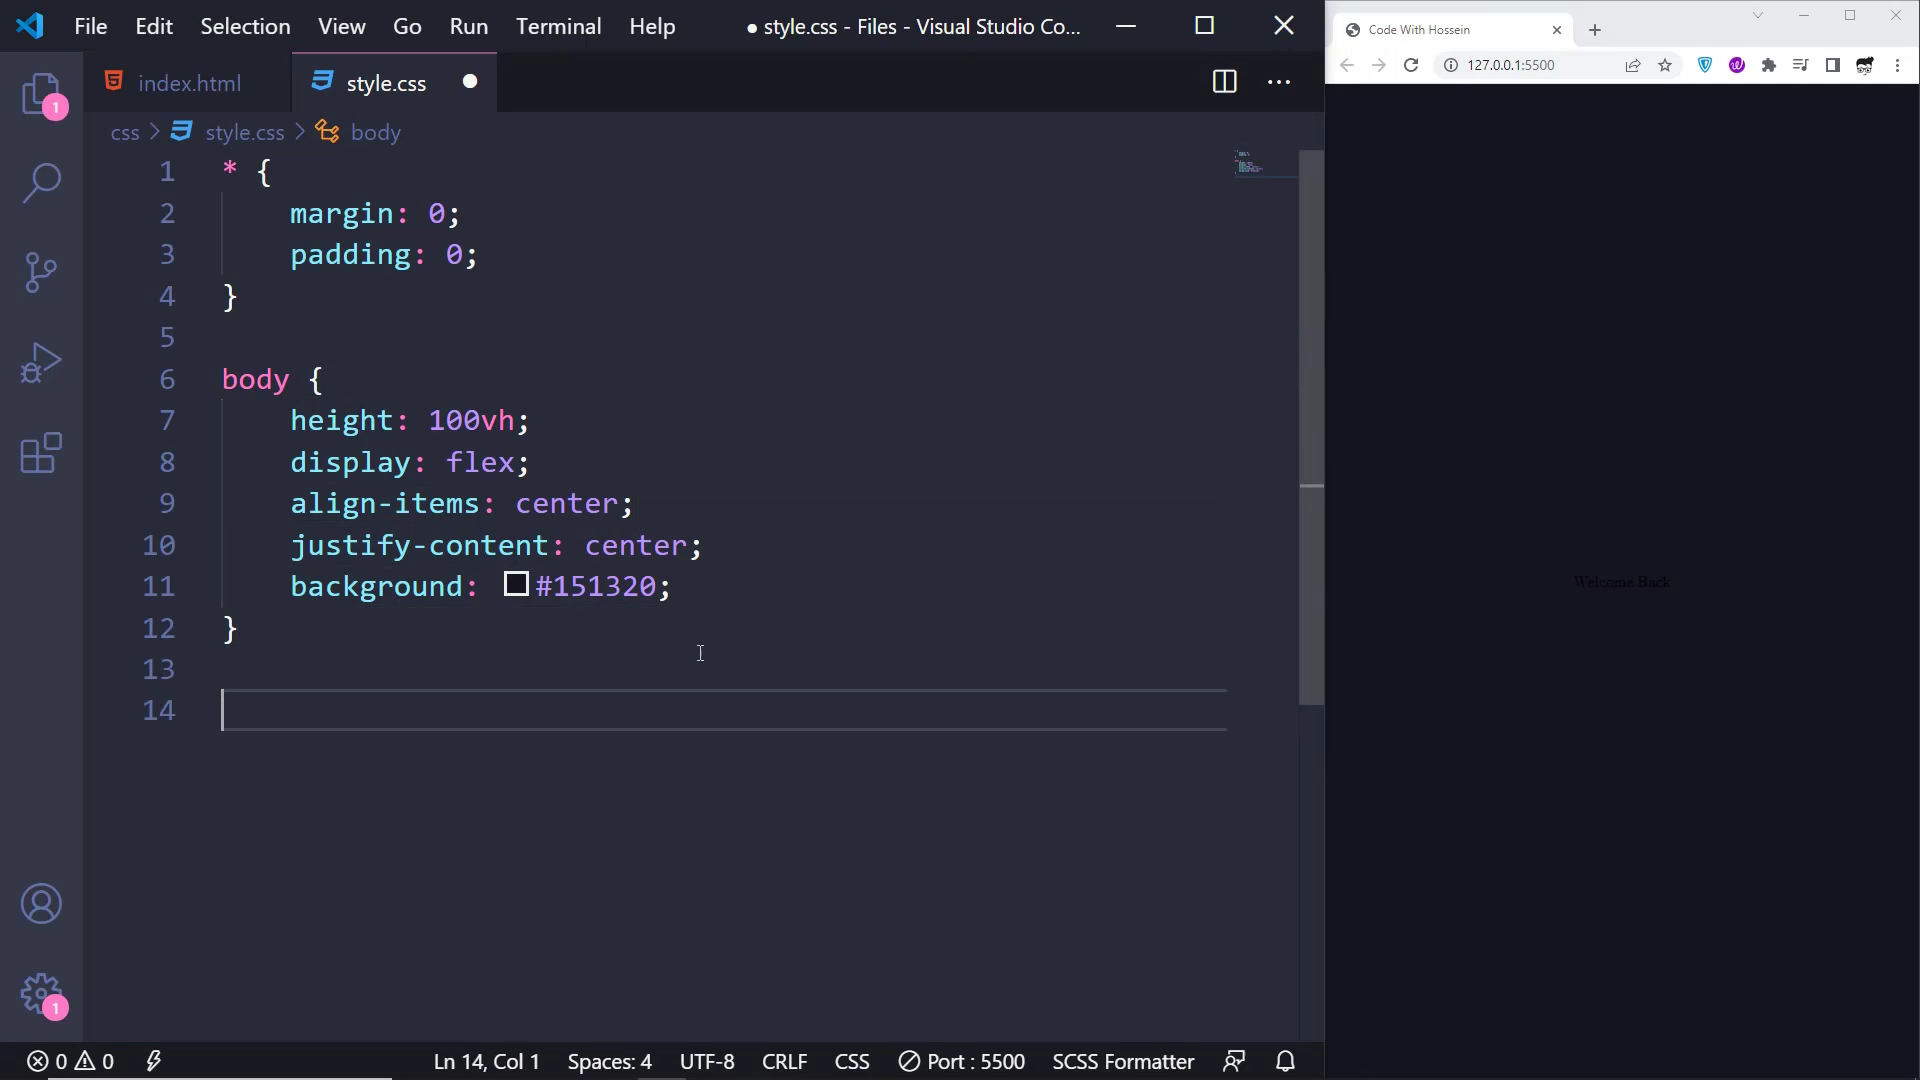 File Edit Selection View Go Run Terminal Help ● style.css - Files - Visual Studio Co...
index.html style.css
css > style.css > body
1 * {
2     margin: 0;
3     padding: 0;
4 }
5
6 body {
7     height: 100vh;
8     display: flex;
9     align-items: center;
10     justify-content: center;
11     background: #151320;
12 }
13
14
1
1
0 0 Ln 14, Col 1 Spaces: 4 UTF-8 CRLF CSS Port : 5500 SCSS Formatter
Code With Hossein
127.0.0.1:5500
Welcome Back